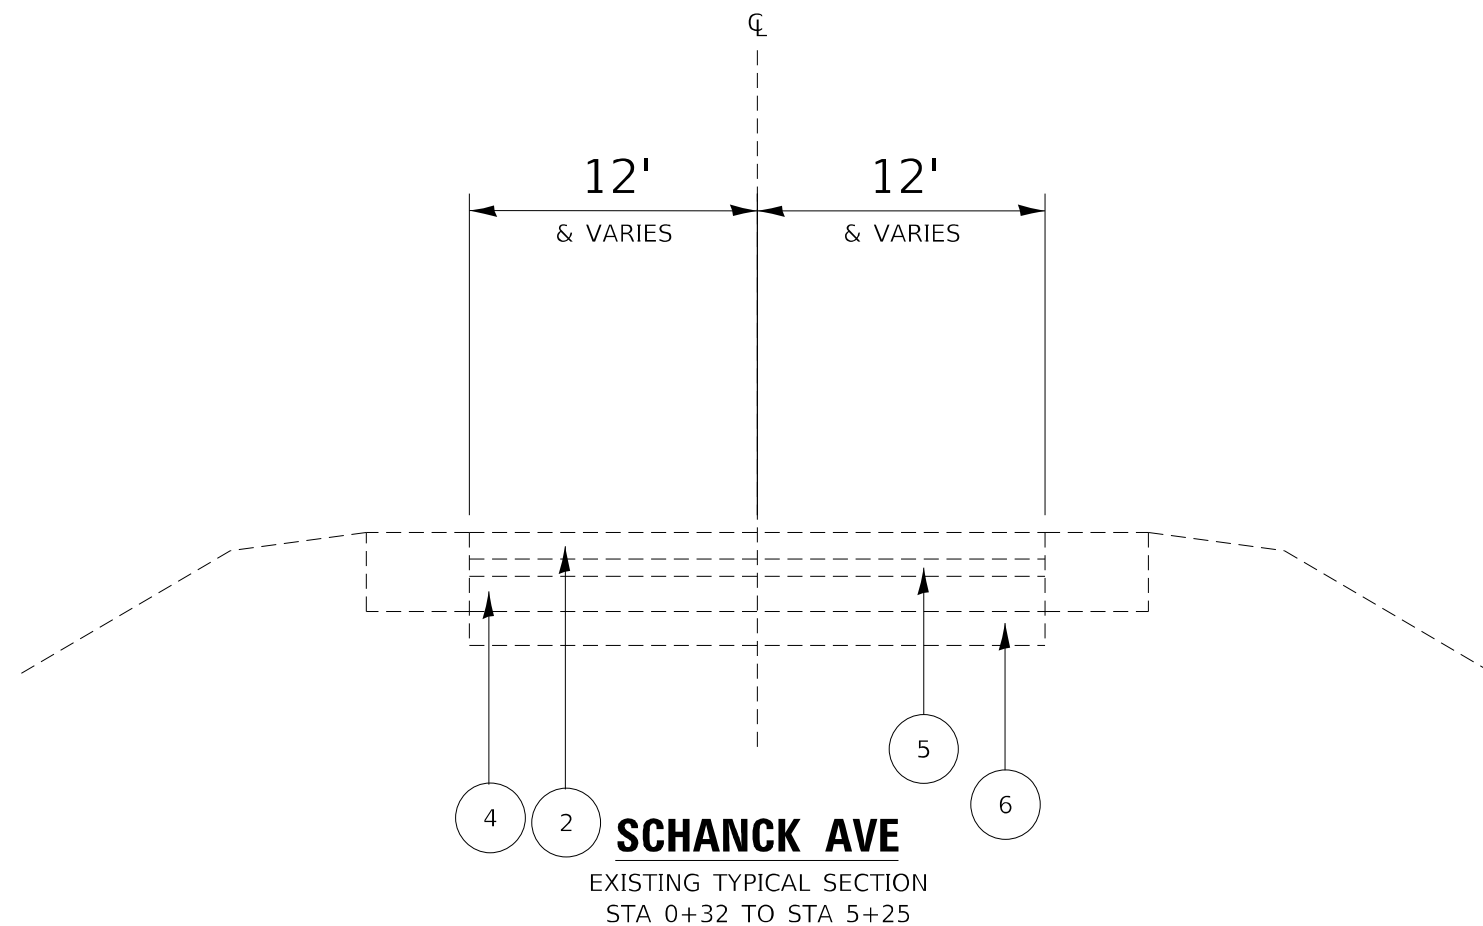 ℄
12' 12'
& VARIES & VARIES
5
6
4 2
SCHANCK AVE
EXISTING TYPICAL SECTION
STA 0+32 TO STA 5+25